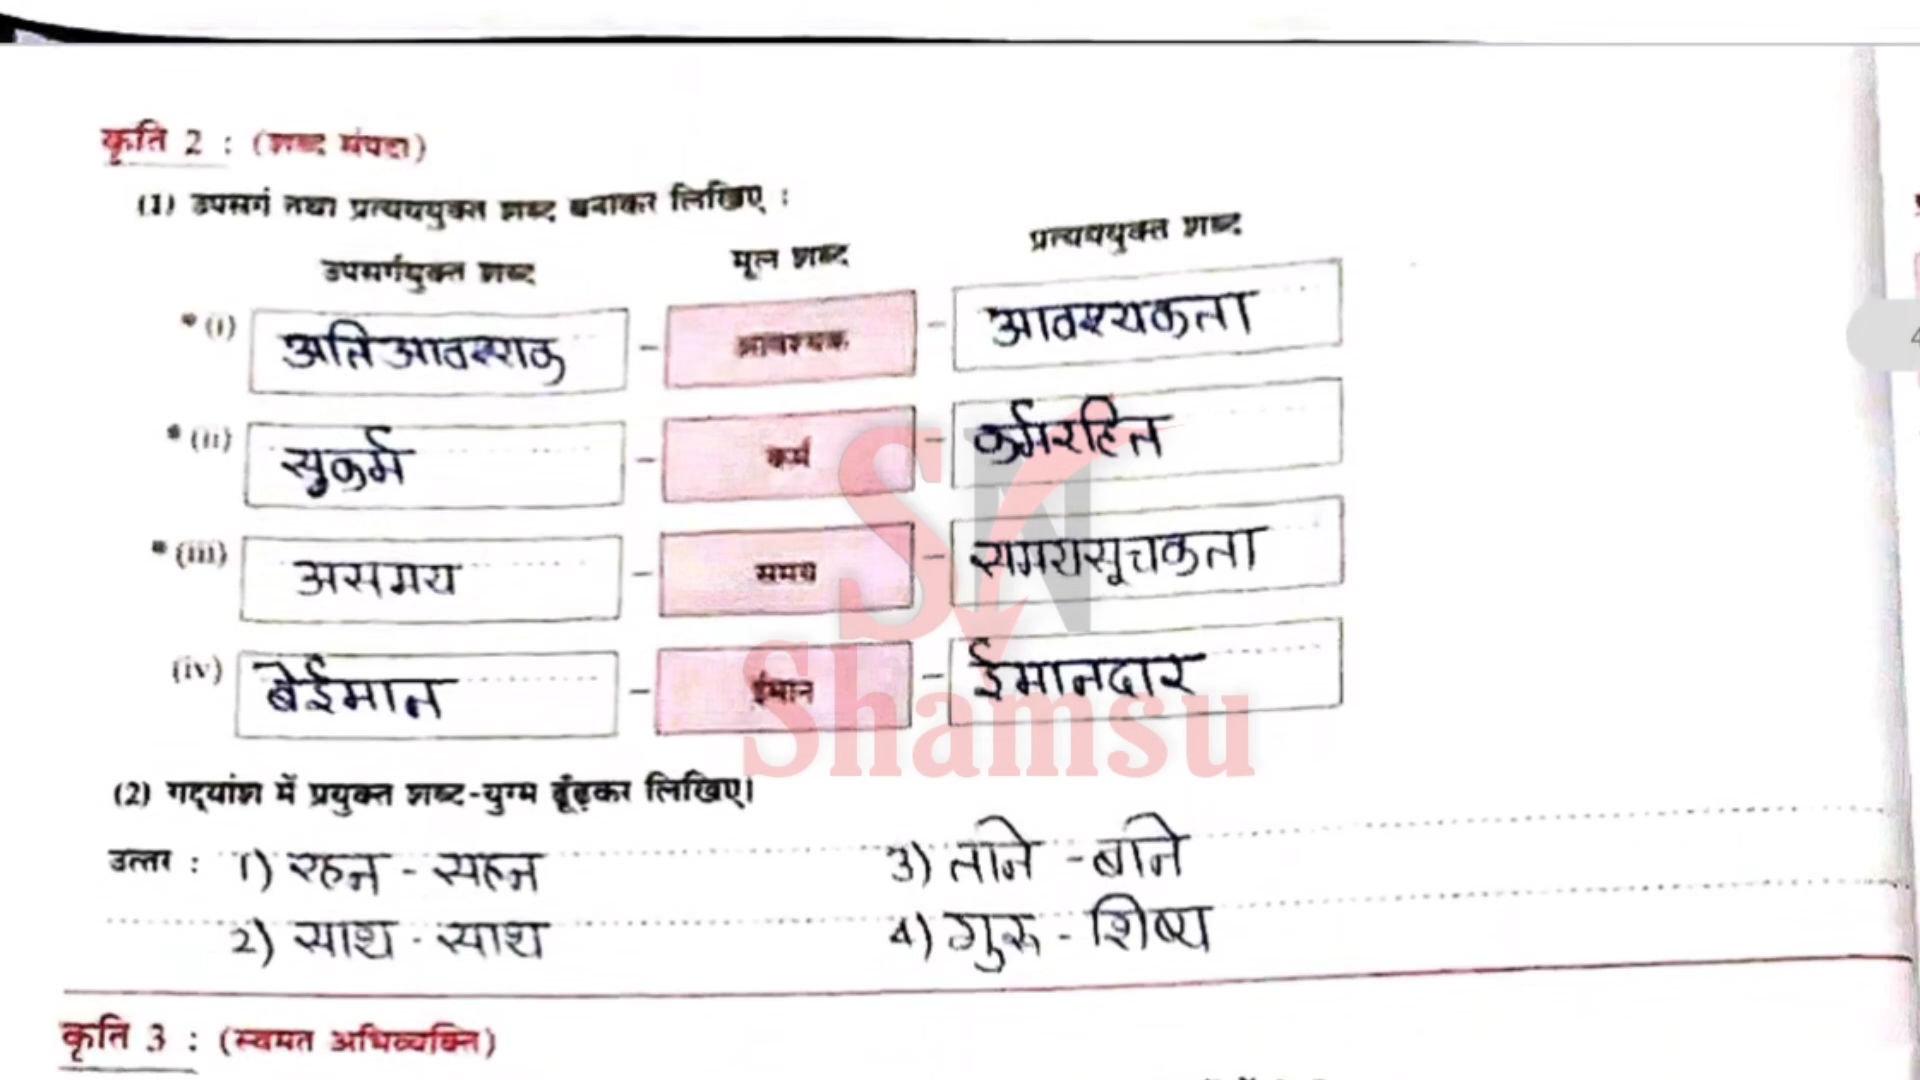 कृति 2 : (शब्द संपदा)
(1) उपसर्ग तथा प्रत्यययुक्त शब्द बनाकर लिखिए :
उपसर्गयुक्त शब्द मूल शब्द प्रत्यययुक्त शब्द
* (i) अतिआवश्यक - आवश्यक - आवश्यकता
* (ii) सुकर्म - कर्म - कर्मरहित
* (iii) असमय - समय - समयसूचकता
(iv) बेईमान - ईमान - ईमानदार
SN
Shamsu
(2) गद्यांश में प्रयुक्त शब्द-युग्म ढूँढ़कर लिखिए।
उत्तर : 1) रहन - सहन 3) ताने - बाने
2) साथ - साथ 4) गुरू - शिष्य
कृति 3 : (स्वमत अभिव्यक्ति)